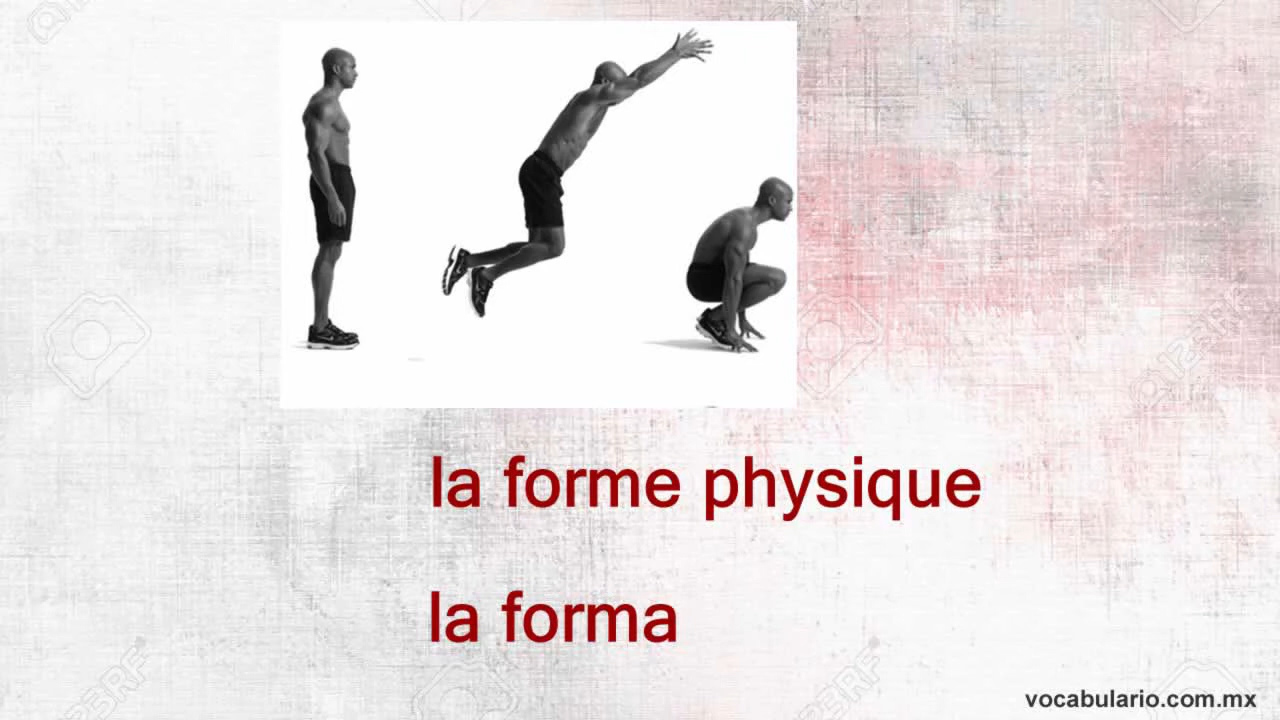 la forme physique
la forma
vocabulario.com.mx